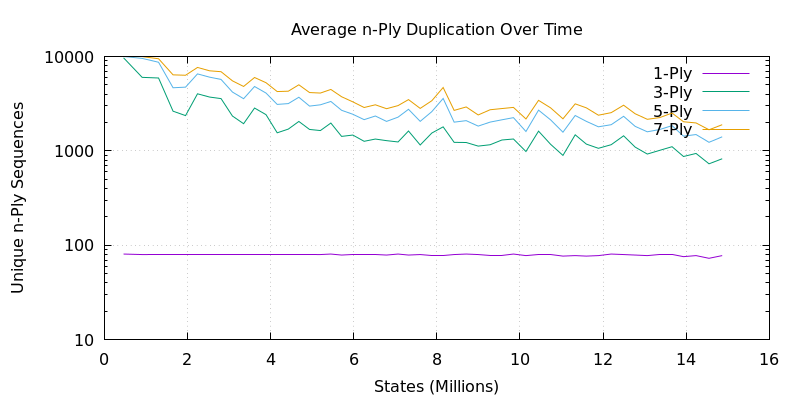 Average n-Ply Duplication Over Time
Unique n-Ply Sequences
10000
1000
100
10
1-Ply
3-Ply
5-Ply
7-Ply
0 2 4 6 8 10 12 14 16
States (Millions)